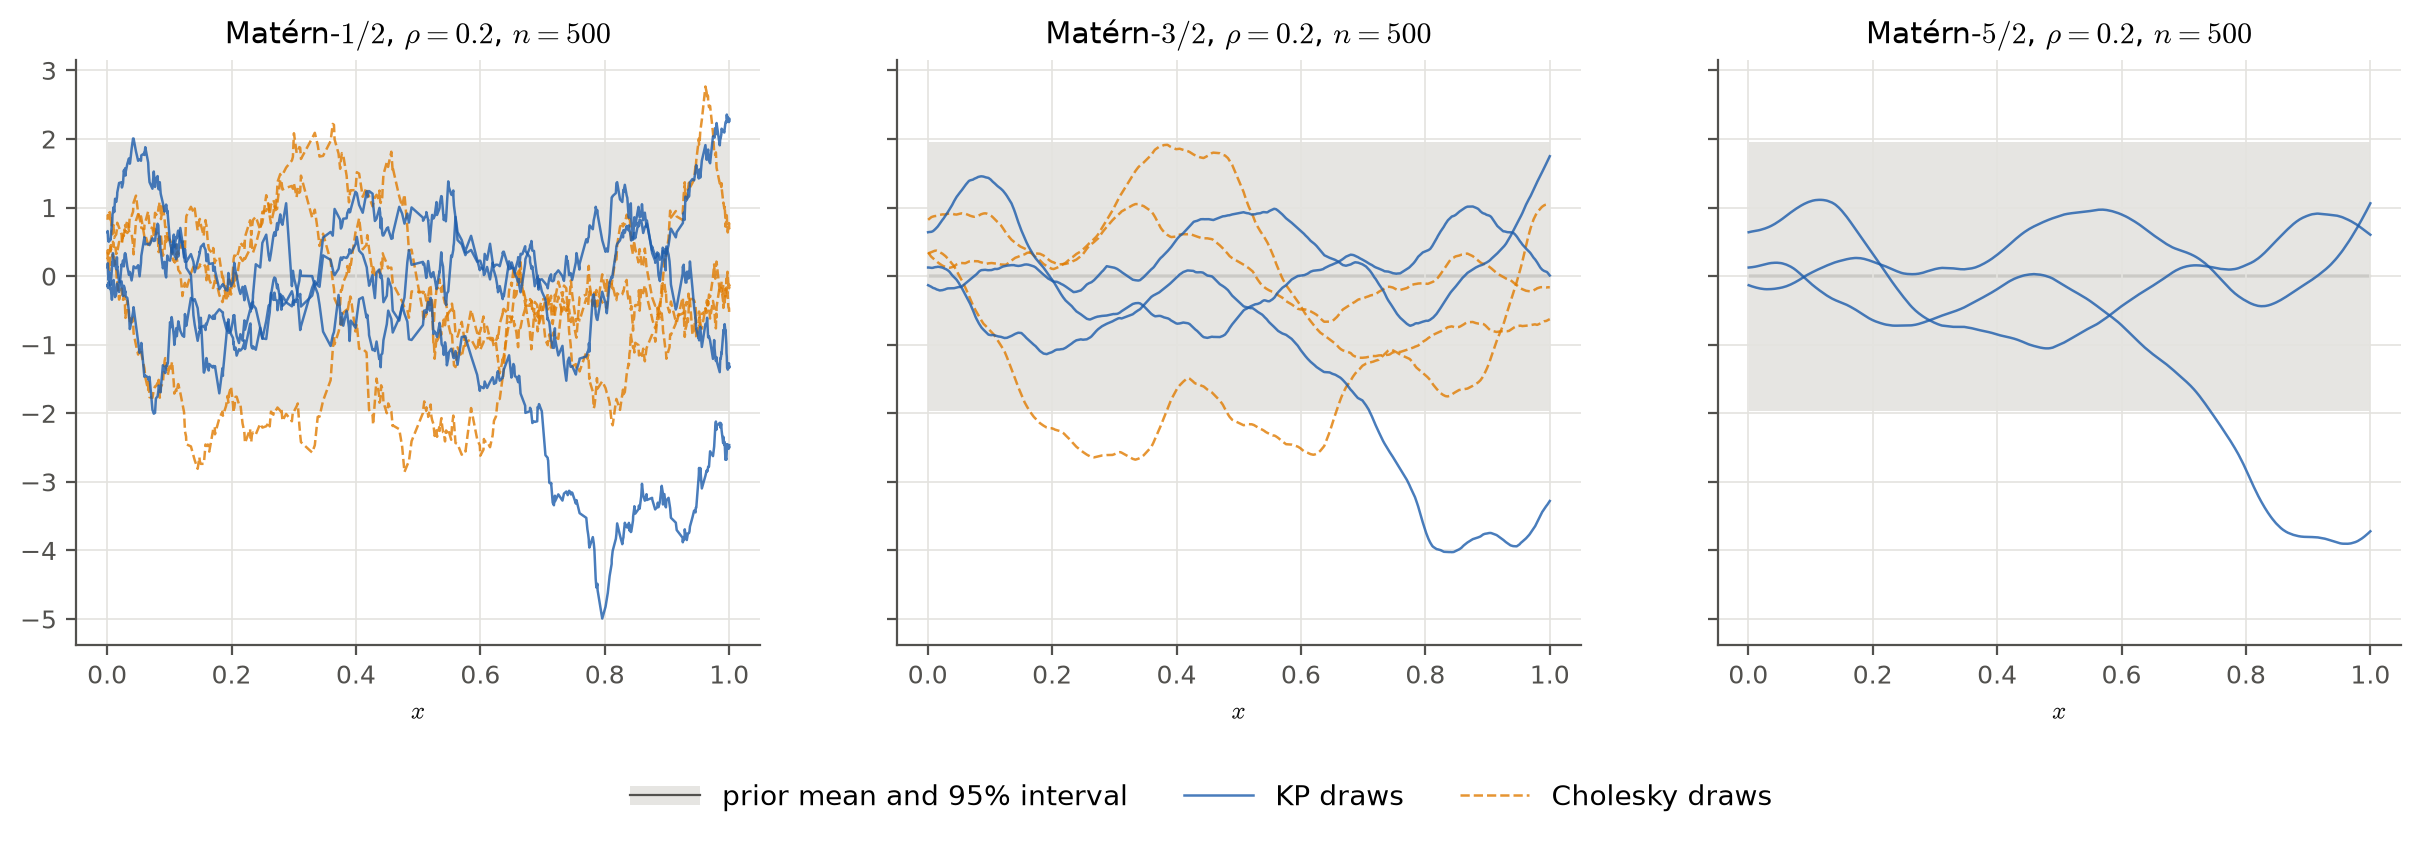 Matérn-1/2, ρ = 0.2, n = 500
Matérn-3/2, ρ = 0.2, n = 500
Matérn-5/2, ρ = 0.2, n = 500
3
2
1
0
−1
−2
−3
−4
−5
0.0 0.2 0.4 0.6 0.8 1.0
0.0 0.2 0.4 0.6 0.8 1.0
0.0 0.2 0.4 0.6 0.8 1.0
x
x
x
prior mean and 95% interval
KP draws
Cholesky draws